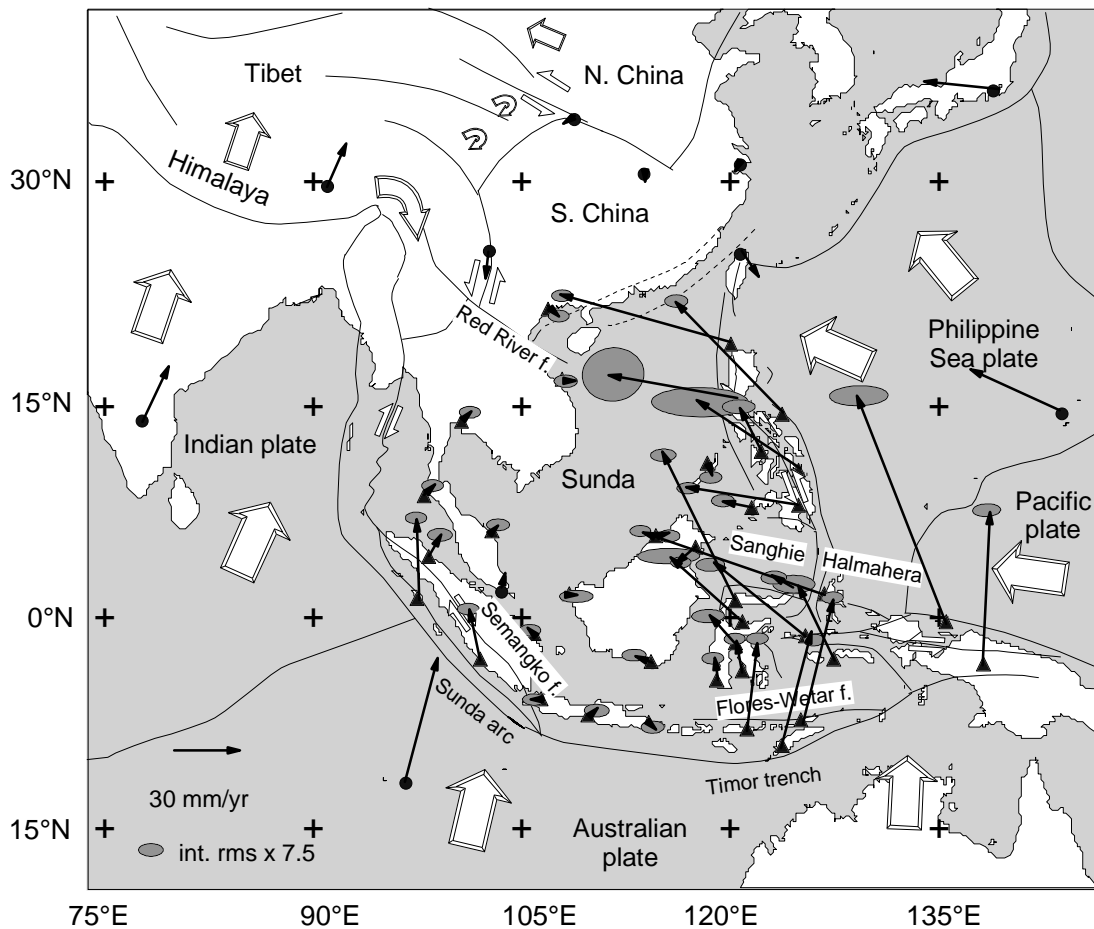 N. China
Tibet
Himalaya
30°N
S. China
Red River f.
Philippine
Sea plate
15°N
Indian plate
Sunda
Pacific
plate
Sanghie
Halmahera
0°N
Semangko f.
Sunda arc
Flores-Wetar f.
Timor trench
30 mm/yr
15°N
Australian
plate
int. rms x 7.5
75°E
90°E
105°E
120°E
135°E